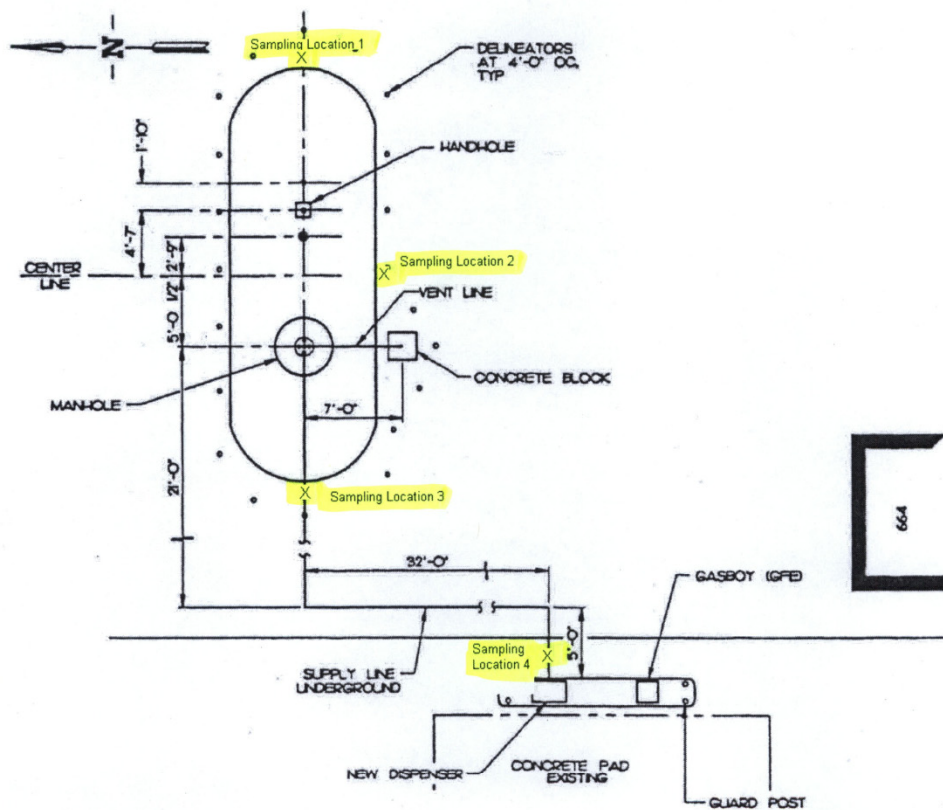 N
Sampling Location 1
DELINEATORS
AT 4'-0" OC,
TYP
1'-10"
HANDHOLE
4'-7"
2'-9"
CENTER
LINE
Sampling Location 2
5'-0 1/2"
VENT LINE
CONCRETE BLOCK
MANHOLE
7'-0"
21'-0"
Sampling Location 3
664
32'-0"
GASBOY (GFE)
5'-0"
Sampling
Location 4
SUPPLY LINE
UNDERGROUND
NEW DISPENSER
CONCRETE PAD
EXISTING
GUARD POST